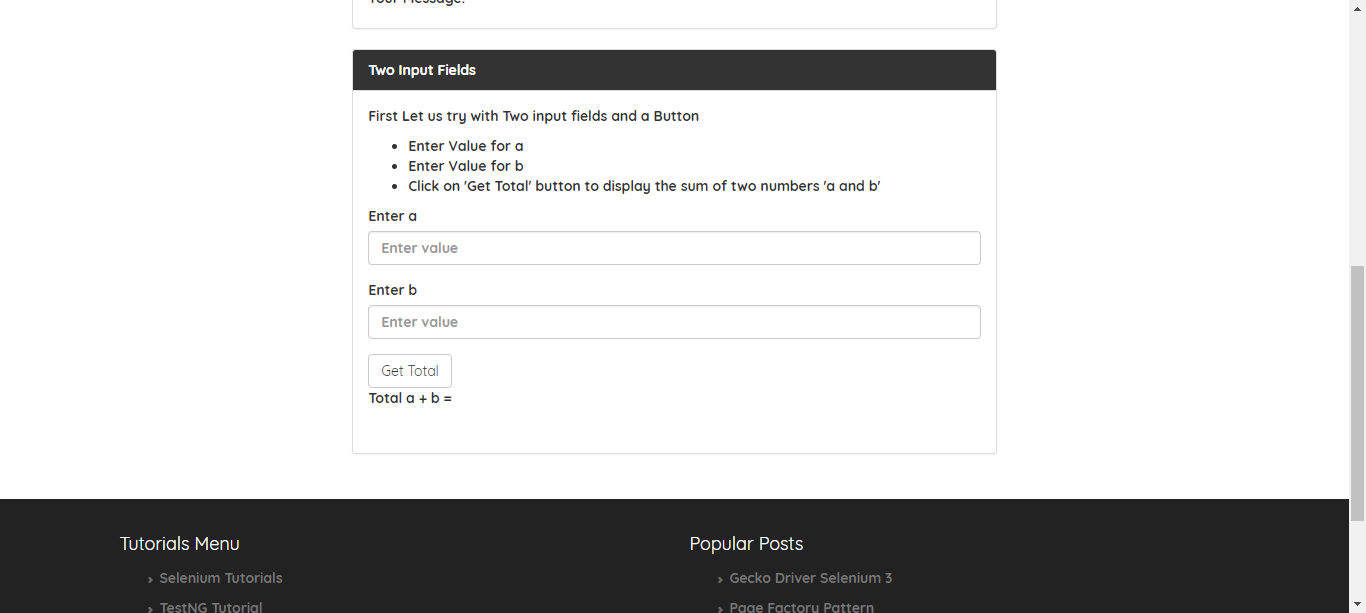 Your Message:
Two Input Fields
First Let us try with Two input fields and a Button
Enter Value for a
Enter Value for b
Click on 'Get Total' button to display the sum of two numbers 'a and b'
Enter a
Enter value
Enter b
Enter value
Get Total
Total a + b =
Tutorials Menu
Popular Posts
Selenium Tutorials
Gecko Driver Selenium 3
TestNG Tutorial
Page Factory Pattern